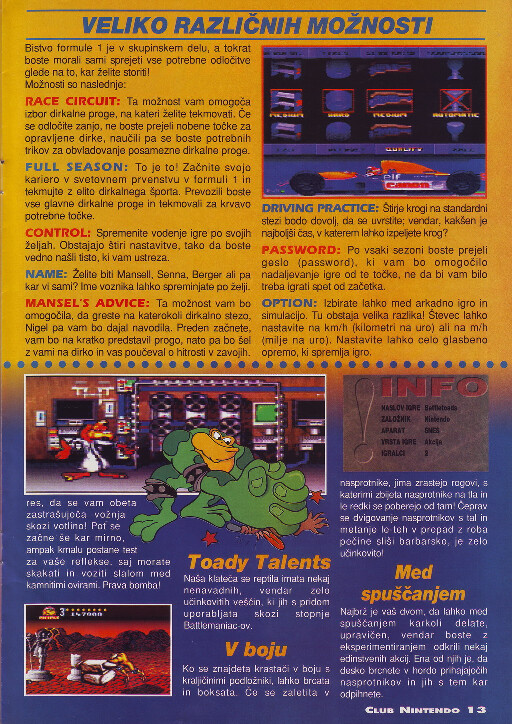 VELIKO RAZLIČNIH MOŽNOSTI
Bistvo formule 1 je v skupinskem delu, a tokrat
boste morali sami sprejeti vse potrebne odločitve
glede na to, kar želite storiti!
Možnosti so naslednje:
RACE CIRCUIT: Ta možnost vam omogoča
izbor dirkalne proge, na kateri želite tekmovati. Če
se odločite zanjo, ne boste prejeli nobene točke za
opravljene dirke, naučili pa se boste potrebnih
trikov za obvladovanje posamezne dirkalne proge.
FULL SEASON: To je to! Začnite svojo
kariero v svetovnem prvenstvu v formuli 1 in
tekmujte z elito dirkalnega športa. Prevozili boste
vse glavne dirkalne proge in tekmovali za krvavo
potrebne točke.
CONTROL: Spremenite vodenje igre po svojih
željah. Obstajajo štiri nastavitve, tako da boste
vedno našli tisto, ki vam ustreza.
NAME: Želite biti Mansell, Senna, Berger ali pa
kar vi sami? Ime voznika lahko spreminjate po želji.
MANSEL'S ADVICE: Ta možnost vam bo
omogočila, da greste na katerokoli dirkalno stezo,
Nigel pa vam bo dajal navodila. Preden začnete,
vam bo na kratko predstavil progo, nato pa bo šel
z vami na dirko in vas poučeval o hitrosti v zavojih.
MEDIUM HARD MEDIUM AUTOMATIC
elf
Canon
DRIVING PRACTICE: Štirje krogi na standardni
stezi bodo dovolj, da se uvrstite; vendar, kakšen je
najboljši čas, v katerem lahko izpeljete krog?
PASSWORD: Po vsaki sezoni boste prejeli
geslo (password), ki vam bo omogočilo
nadaljevanje igre od te točke, ne da bi vam bilo
treba igrati spet od začetka.
OPTION: Izbirate lahko med arkadno igro in
simulacijo. Tu obstaja velika razlika! Števec lahko
nastavite na km/h (kilometri na uro) ali na m/h
(milje na uro). Nastavite lahko celo glasbeno
opremo, ki spremlja igro.
res, da se vam obeta
zastrašujoča vožnja
skozi votlino! Pot se
začne še kar mirno,
ampak kmalu postane test
za vaše reflekse, saj morate
skakati in voziti slalom med
kamnitimi ovirami. Prava bomba!
Toady Talents
Naša klateča se reptila imata nekaj
nenavadnih, vendar zelo
učinkovitih veščin, ki jih s pridom
uporabljata skozi stopnje
Battlemaniac-ov.
V boju
Ko se znajdeta krastači v boju s
kraljičinimi podložniki, lahko brcata
in boksata. Če se zaletita v
INFO
NASLOV IGRE Battletoads
ZALOŽNIK Nintendo
APARAT SNES
VRSTA IGRE Akcija
IGRALCI 2
nasprotnike, jima zrastejo rogovi, s
katerimi zbijeta nasprotnike na tla in
le redki se poberejo od tam! Čeprav
se dvigovanje nasprotnikov s tal in
metanje le teh v prepad z roba
pečine sliši barbarsko, je zelo
učinkovito!
Med
spuščanjem
Najbrž je vaš dvom, da lahko med
spuščanjem karkoli delate,
upravičen, vendar boste z
eksperimentiranjem odkrili nekaj
edinstvenih akcij. Ena od njih je, da
desko brcnete v hordo prihajajočih
nasprotnikov in jih s tem kar
odpihnete.
CLUB NINTENDO 13